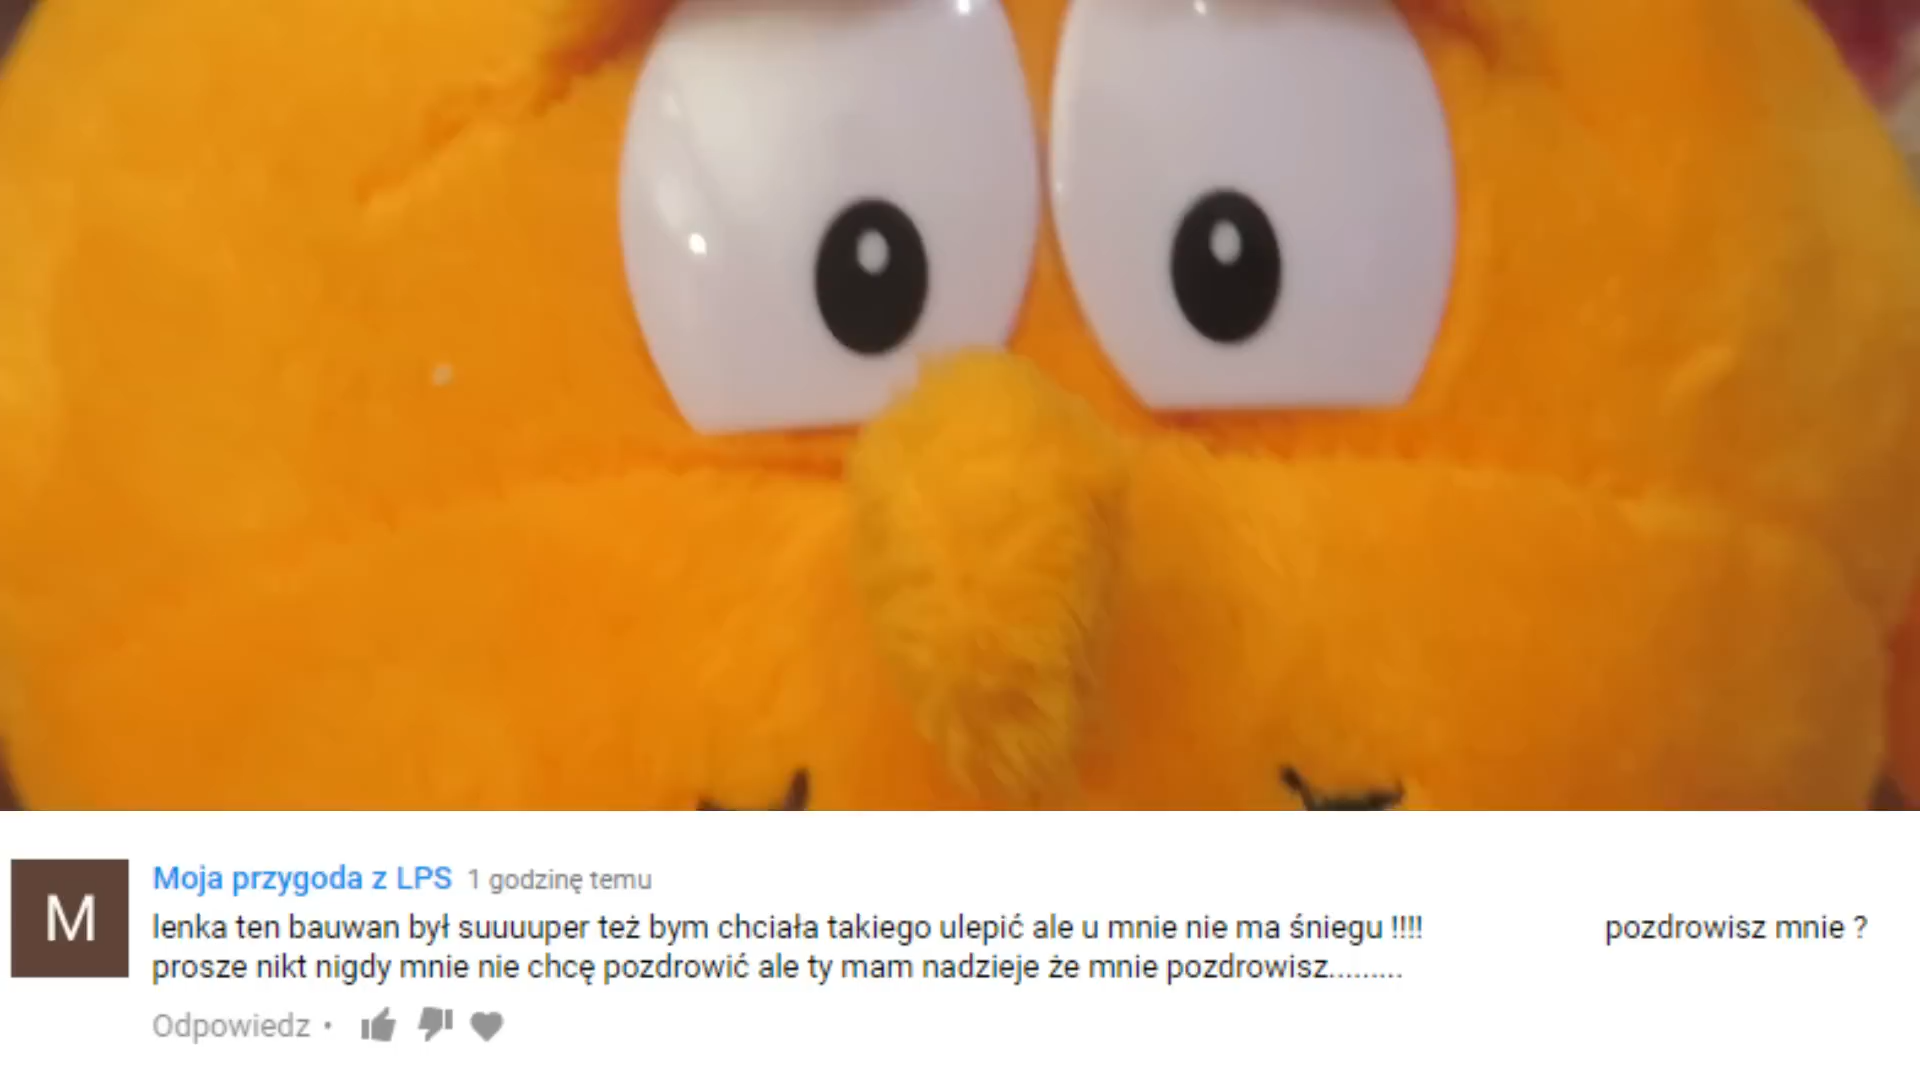 M
Moja przygoda z LPS 1 godzinę temu
lenka ten bauwan był suuuuper też bym chciała takiego ulepić ale u mnie nie ma śniegu !!!! pozdrowisz mnie ?
prosze nikt nigdy mnie nie chcę pozdrowić ale ty mam nadzieje że mnie pozdrowisz.........
Odpowiedz •